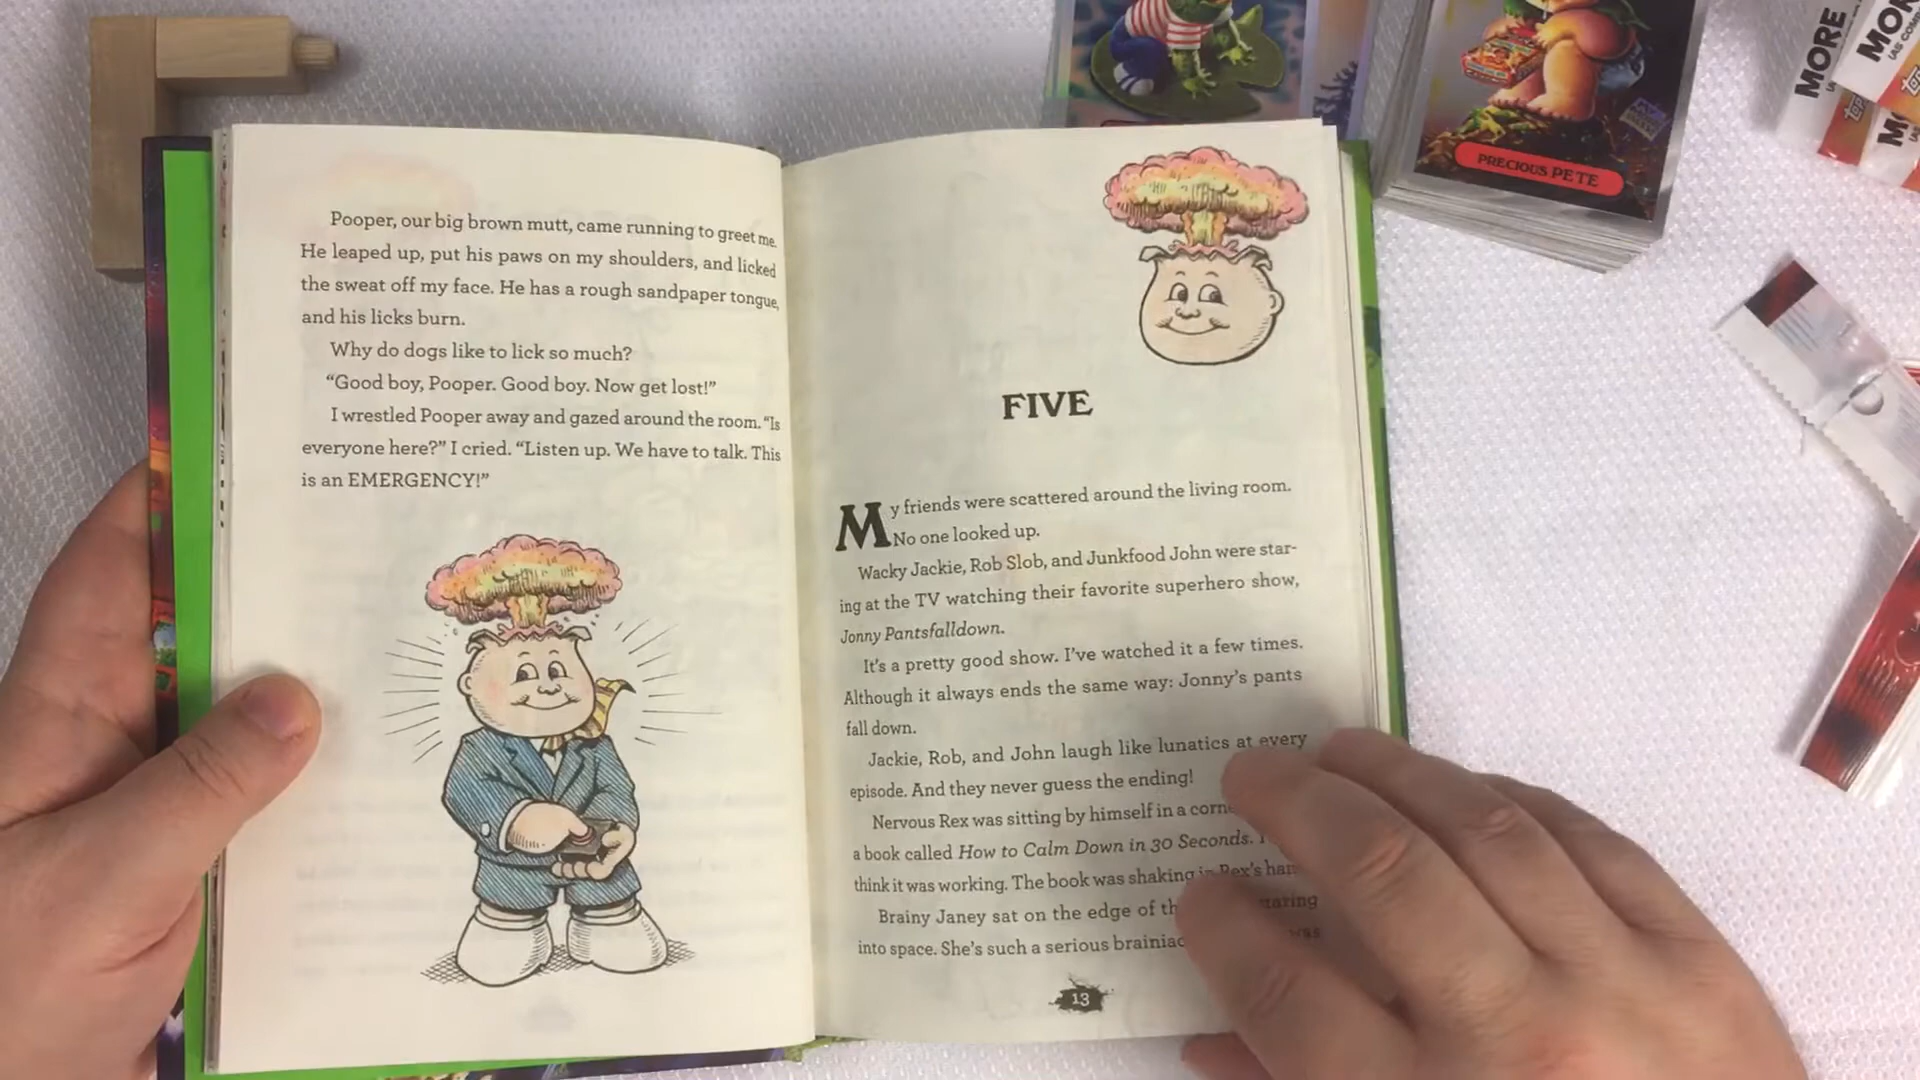 Pooper, our big brown mutt, came running to greet me.
He leaped up, put his paws on my shoulders, and licked
the sweat off my face. He has a rough sandpaper tongue,
and his licks burn.
Why do dogs like to lick so much?
“Good boy, Pooper. Good boy. Now get lost!”
I wrestled Pooper away and gazed around the room. “Is
everyone here?” I cried. “Listen up. We have to talk. This
is an EMERGENCY!”
FIVE
My friends were scattered around the living room.
No one looked up.
Wacky Jackie, Rob Slob, and Junkfood John were star-
ing at the TV watching their favorite superhero show,
Jonny Pantsfalldown.
It’s a pretty good show. I’ve watched it a few times.
Although it always ends the same way: Jonny’s pants
fall down.
Jackie, Rob, and John laugh like lunatics at every
episode. And they never guess the ending!
Nervous Rex was sitting by himself in a
a book called How to Calm Down in 30 Seconds.
think it was working. The book was shaking in Rex’s
Brainy Janey sat on the edge of
into space. She’s such a serious was
13
PRECIOUS PETE
MORE